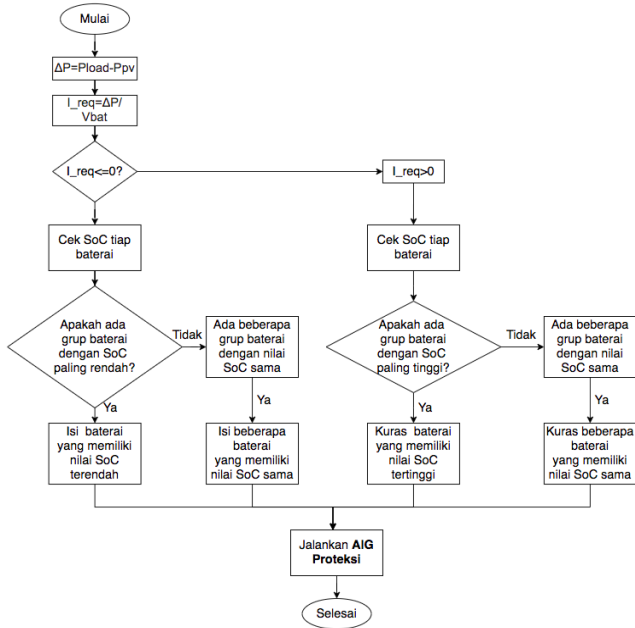 Mulai
ΔP=Pload-Ppv
I_req=ΔP/
Vbat
I_req<=0?
I_req>0
Cek SoC tiap
baterai
Cek SoC tiap
baterai
Apakah ada
grup baterai
dengan SoC
paling rendah?
Tidak
Ada beberapa
grup baterai
dengan nilai
SoC sama
Apakah ada
grup baterai
dengan SoC
paling tinggi?
Tidak
Ada beberapa
grup baterai
dengan nilai
SoC sama
Ya
Ya
Ya
Ya
Isi baterai
yang memiliki
nilai SoC
terendah
Isi beberapa
baterai
yang memiliki
nilai SoC sama
Kuras baterai
yang memiliki
nilai SoC
tertinggi
Kuras beberapa
baterai
yang memiliki
nilai SoC sama
Jalankan AIG
Proteksi
Selesai